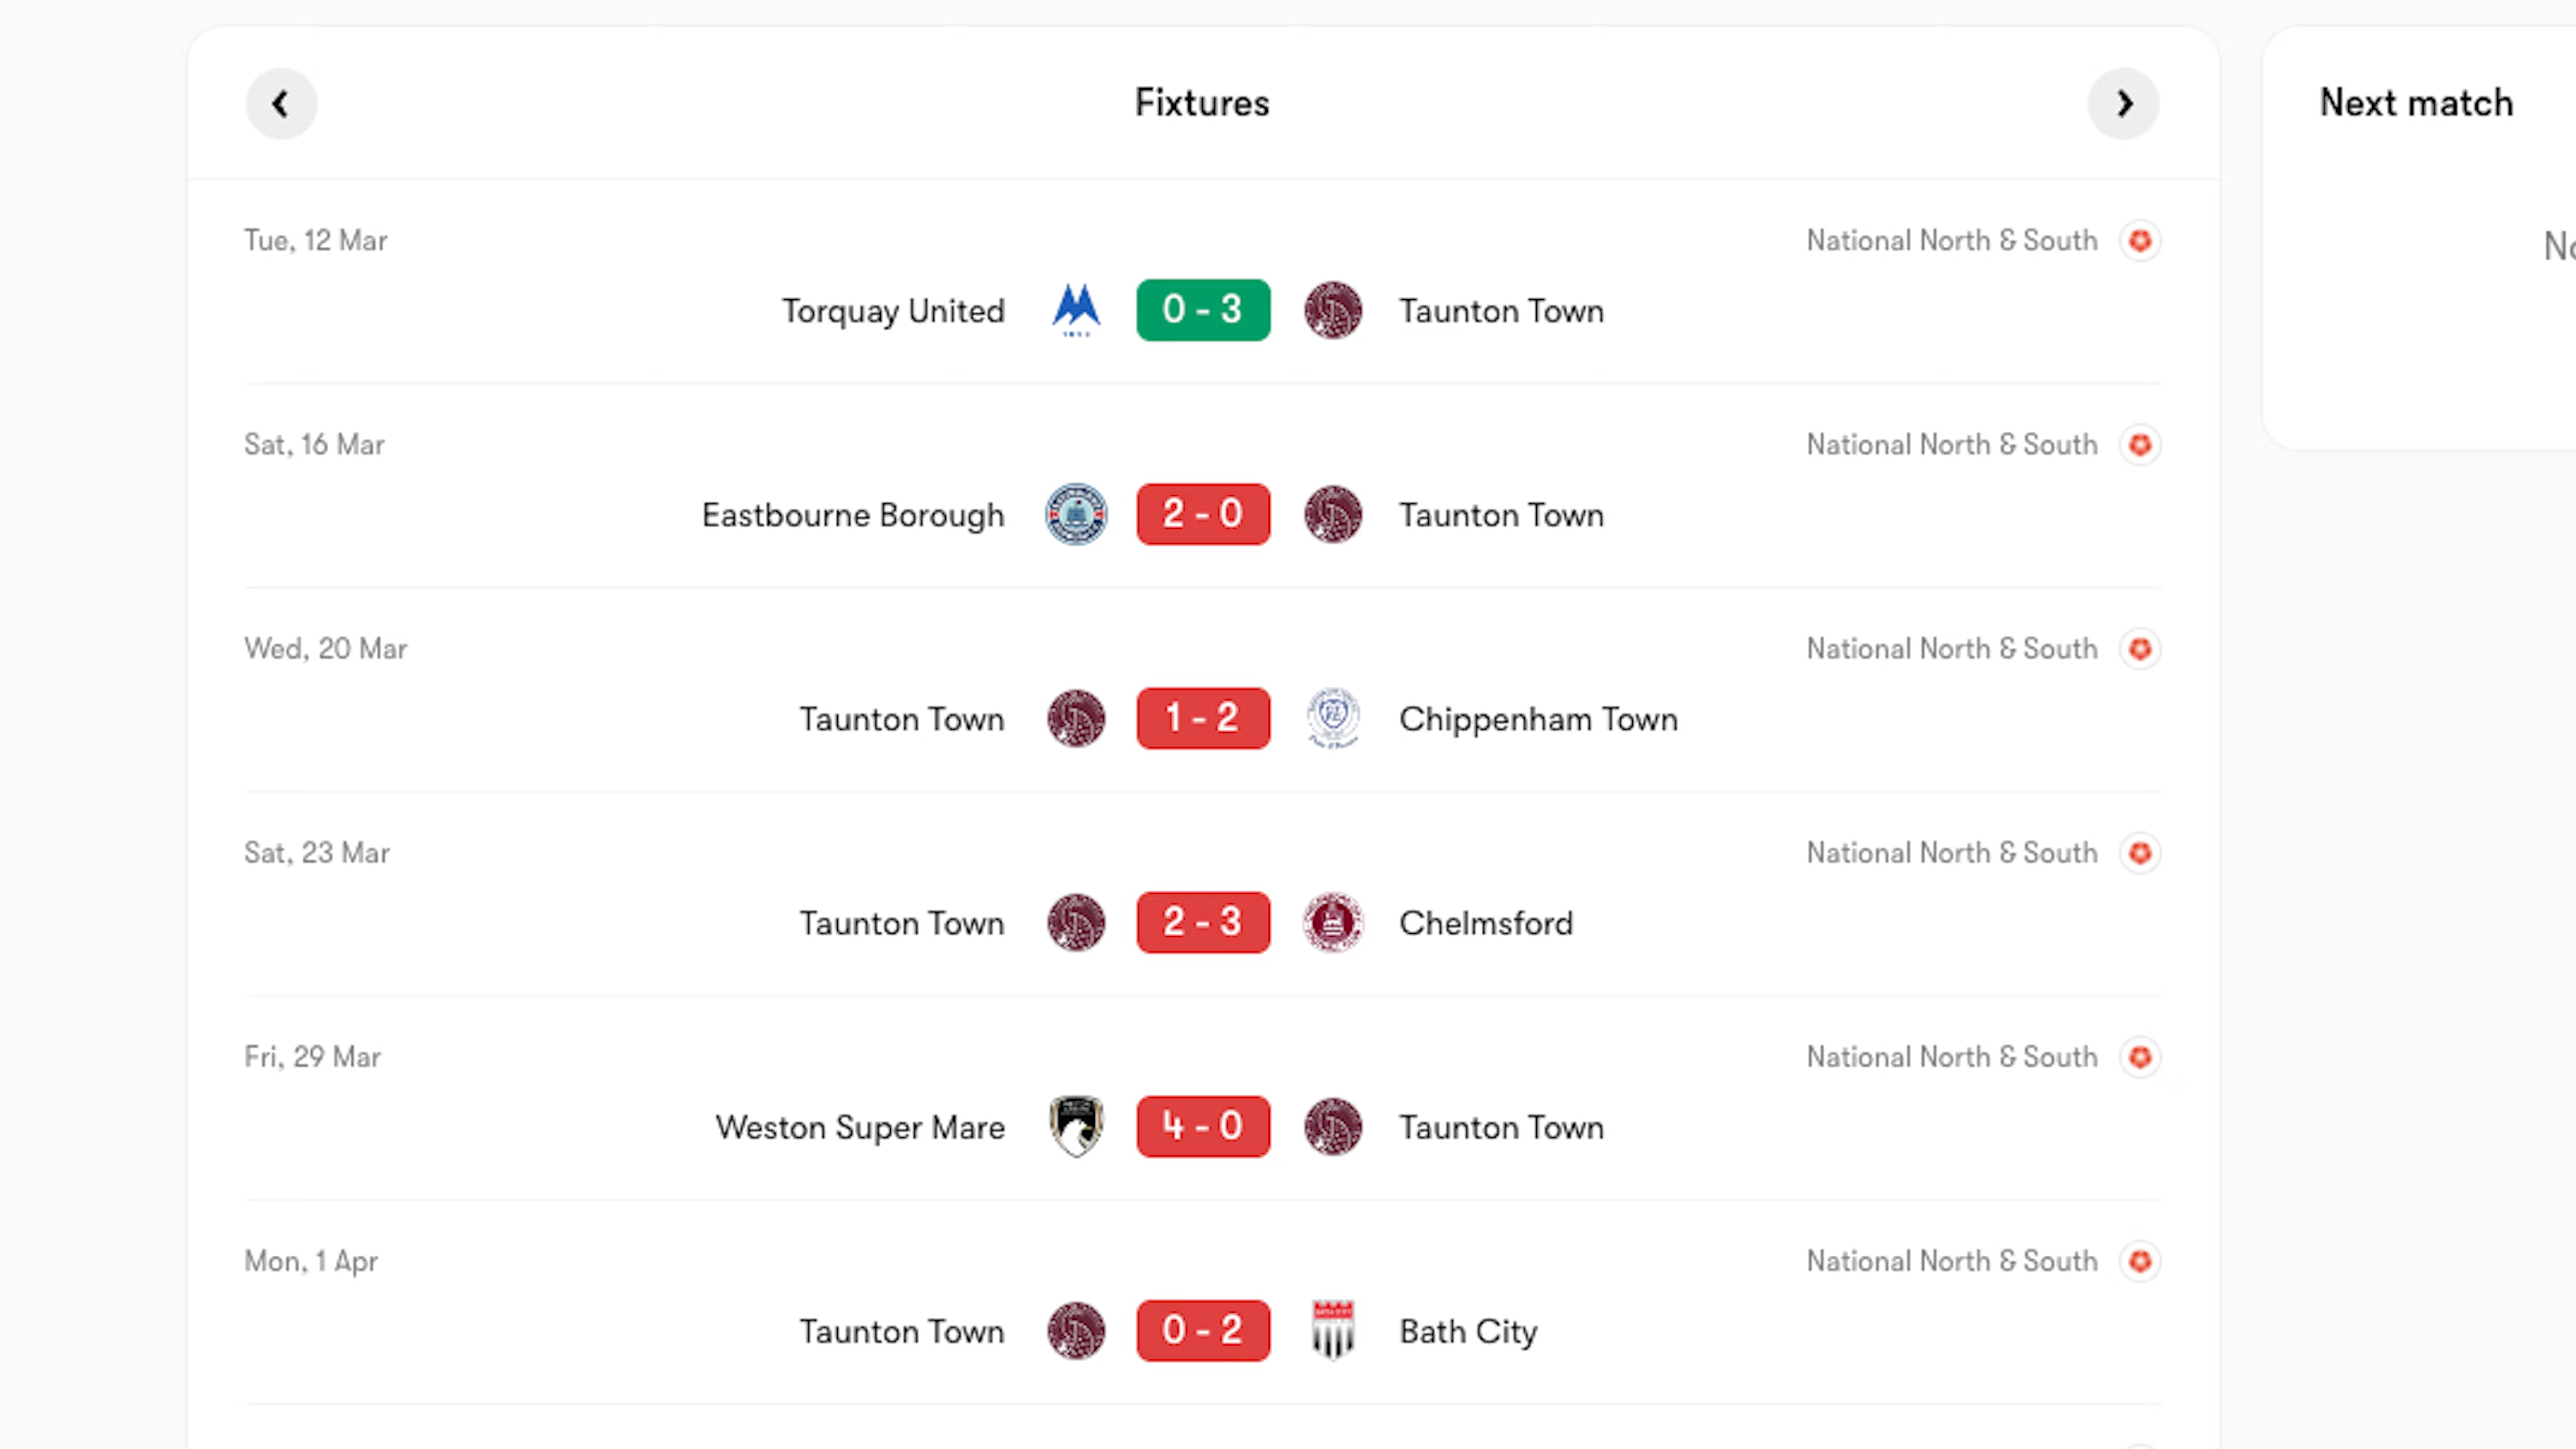 Fixtures
Next match
Tue, 12 Mar
National North & South
Torquay United 0 - 3 Taunton Town
Sat, 16 Mar
National North & South
Eastbourne Borough 2 - 0 Taunton Town
Wed, 20 Mar
National North & South
Taunton Town 1 - 2 Chippenham Town
Sat, 23 Mar
National North & South
Taunton Town 2 - 3 Chelmsford
Fri, 29 Mar
National North & South
Weston Super Mare 4 - 0 Taunton Town
Mon, 1 Apr
National North & South
Taunton Town 0 - 2 Bath City